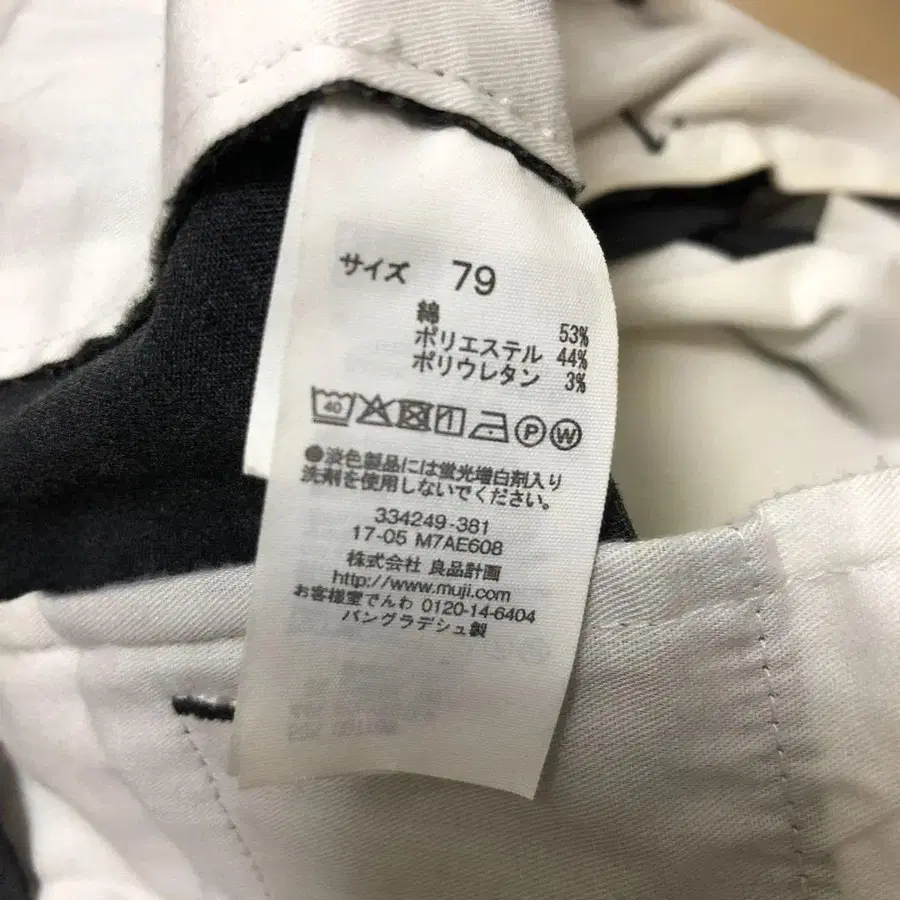 サイズ 79
綿 53%
ポリエステル 44%
ポリウレタン 3%
40 P W
●淡色製品には蛍光増白剤入り
洗剤を使用しないでください。
334249-381
17-05 M7AE608
株式会社 良品計画
http://www.muji.com
お客様室でんわ 0120-14-6404
バングラデシュ製